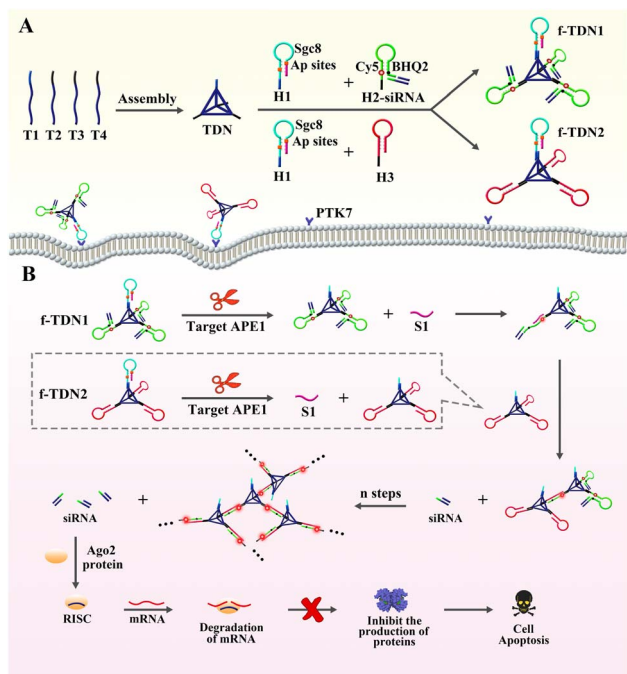 A
T1 T2 T3 T4
Assembly
TDN
Sgc8
Ap sites
H1
+
Cy5 BHQ2
H2-siRNA
Sgc8
Ap sites
H1
+
H3
f-TDN1
f-TDN2
PTK7
B
f-TDN1
Target APE1
+
S1
f-TDN2
Target APE1
S1
+
siRNA
+
n steps
siRNA
+
Ago2
protein
RISC
mRNA
Degradation
of mRNA
Inhibit the
production of
proteins
Cell
Apoptosis